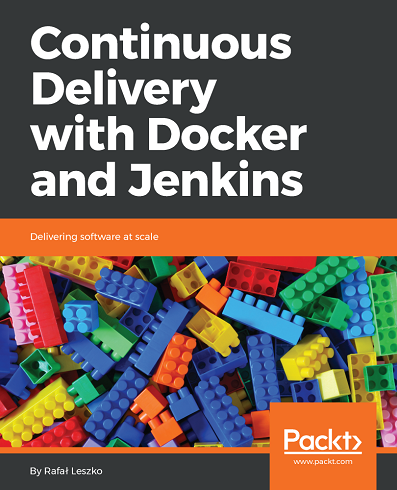 Continuous
Delivery
with Docker
and Jenkins
Delivering software at scale
Packt>
www.packt.com
By Rafał Leszko